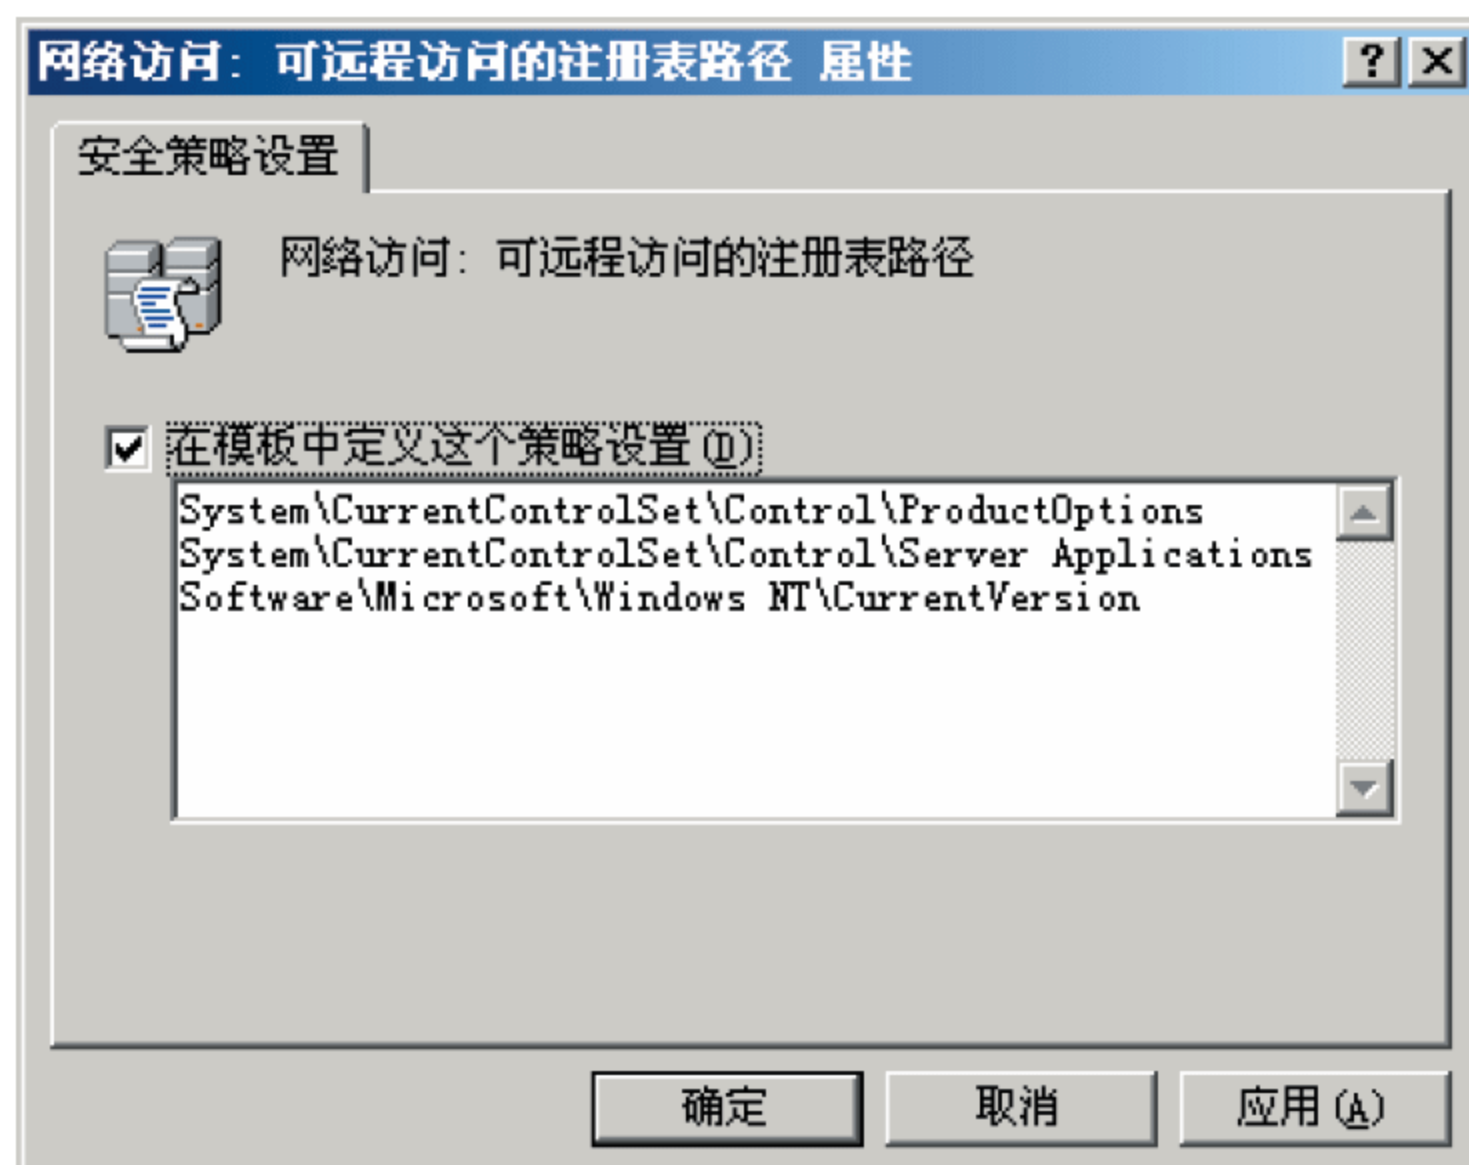 网络访问: 可远程访问的注册表路径 属性
安全策略设置
网络访问: 可远程访问的注册表路径
在模板中定义这个策略设置(D)
System\CurrentControlSet\Control\ProductOptions
System\CurrentControlSet\Control\Server Applications
Software\Microsoft\Windows NT\CurrentVersion
确定
取消
应用(A)